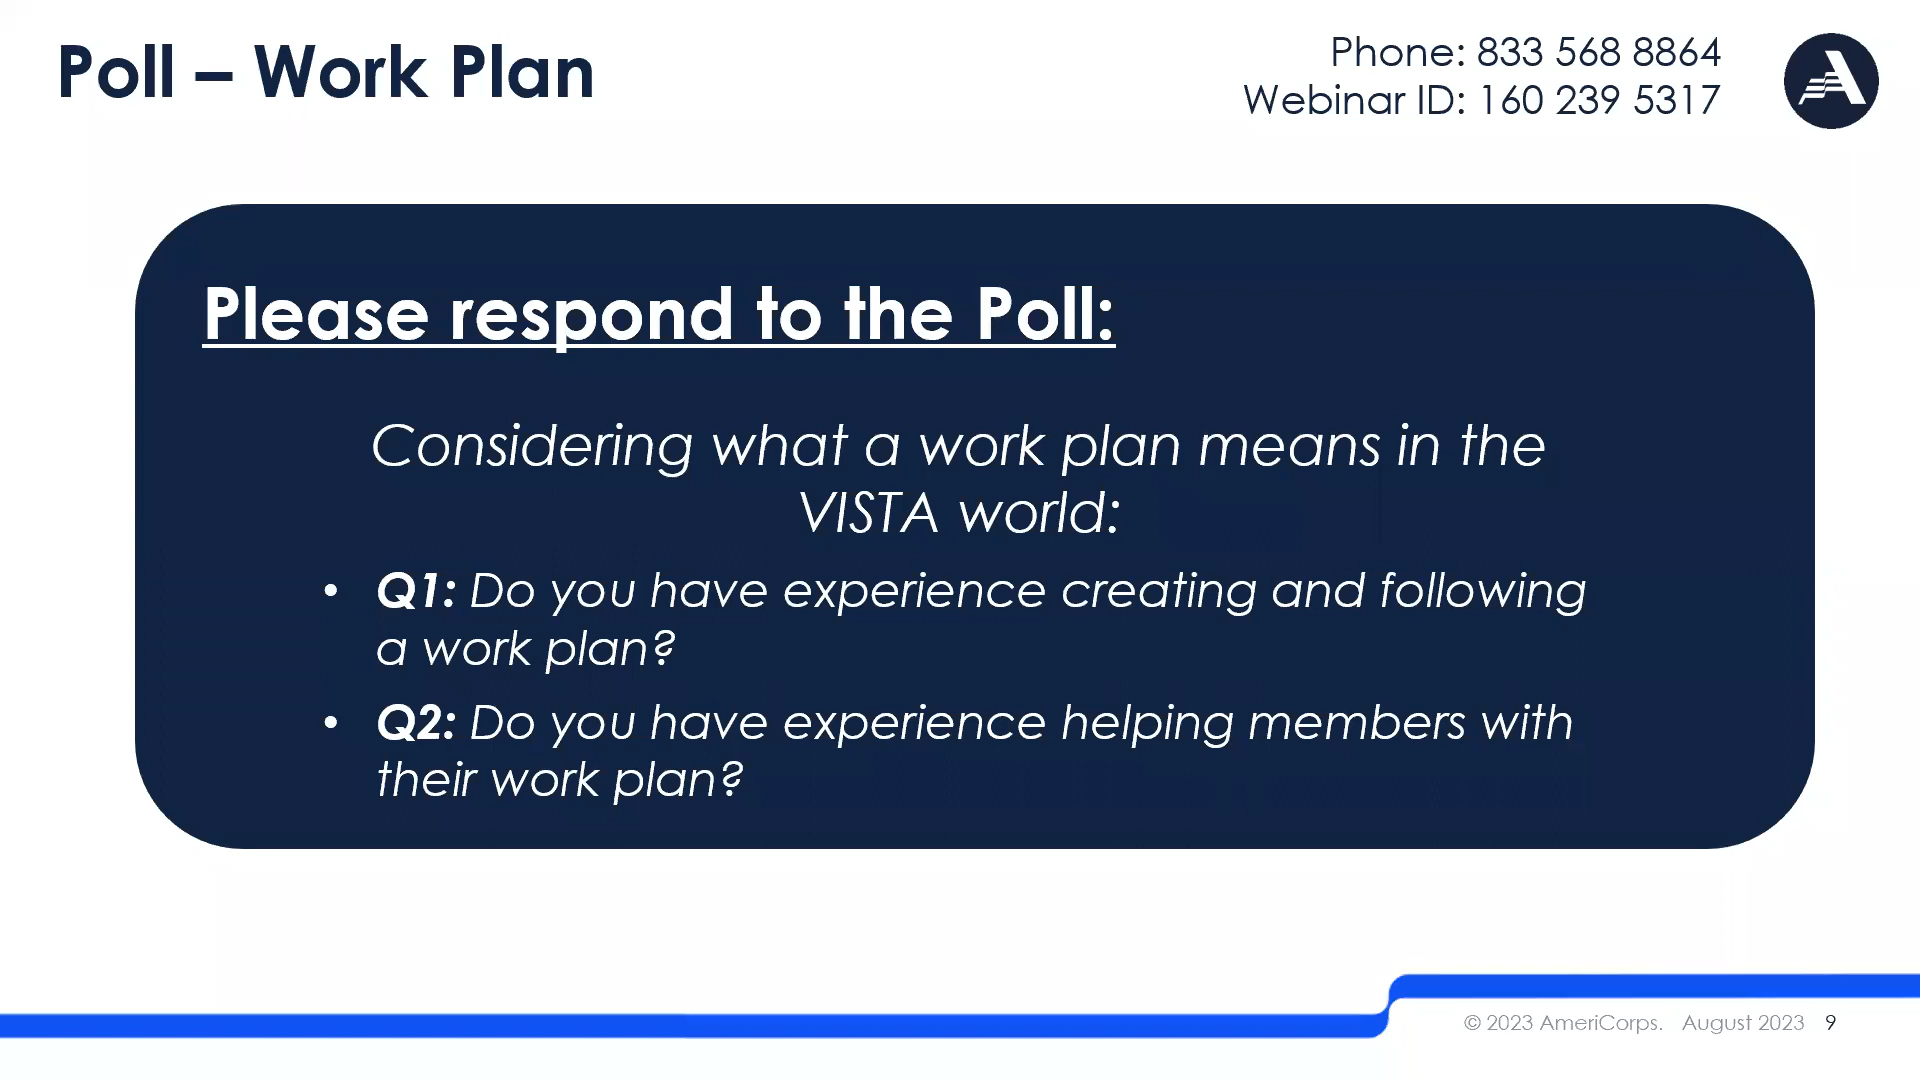 Poll – Work Plan
Phone: 833 568 8864
Webinar ID: 160 239 5317
Please respond to the Poll:
Considering what a work plan means in the
VISTA world:
• Q1: Do you have experience creating and following
a work plan?
• Q2: Do you have experience helping members with
their work plan?
© 2023 AmeriCorps. August 2023 9